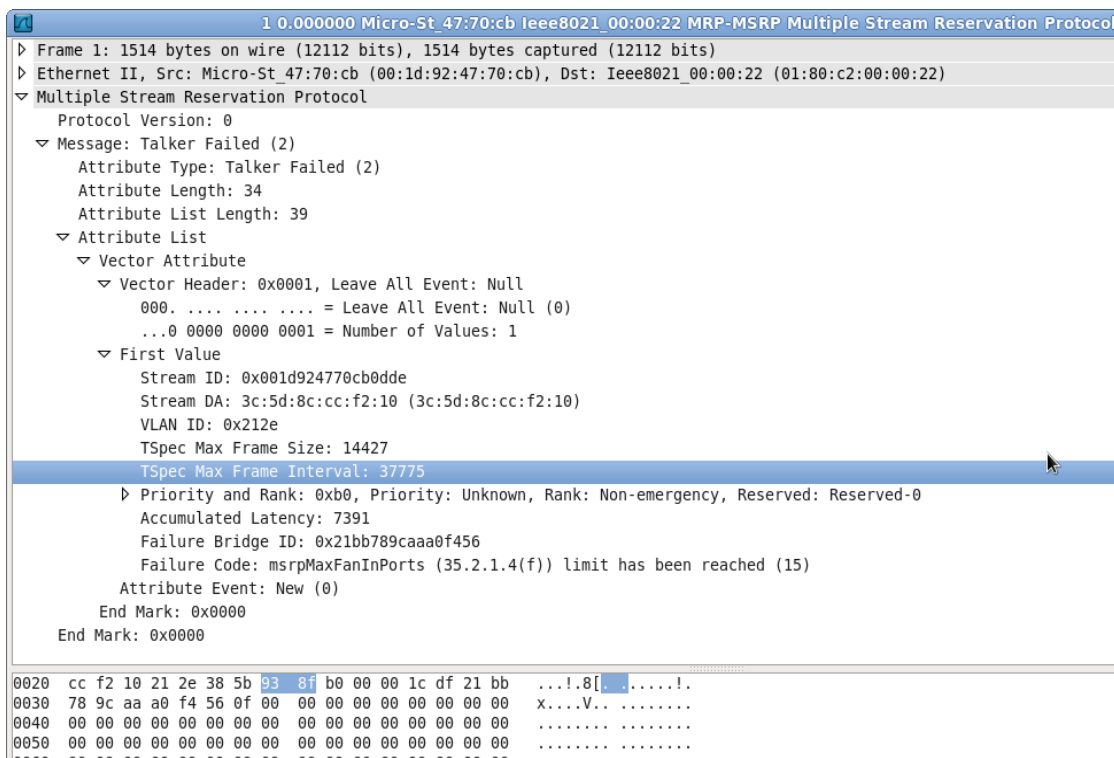 1 0.000000 Micro-St_47:70:cb Ieee8021_00:00:22 MRP-MSRP Multiple Stream Reservation Protocol
Frame 1: 1514 bytes on wire (12112 bits), 1514 bytes captured (12112 bits)
Ethernet II, Src: Micro-St_47:70:cb (00:1d:92:47:70:cb), Dst: Ieee8021_00:00:22 (01:80:c2:00:00:22)
Multiple Stream Reservation Protocol
Protocol Version: 0
Message: Talker Failed (2)
Attribute Type: Talker Failed (2)
Attribute Length: 34
Attribute List Length: 39
Attribute List
Vector Attribute
Vector Header: 0x0001, Leave All Event: Null
000. .... .... .... = Leave All Event: Null (0)
...0 0000 0000 0001 = Number of Values: 1
First Value
Stream ID: 0x001d924770cb0dde
Stream DA: 3c:5d:8c:cc:f2:10 (3c:5d:8c:cc:f2:10)
VLAN ID: 0x212e
TSpec Max Frame Size: 14427
TSpec Max Frame Interval: 37775
Priority and Rank: 0xb0, Priority: Unknown, Rank: Non-emergency, Reserved: Reserved-0
Accumulated Latency: 7391
Failure Bridge ID: 0x21bb789caaa0f456
Failure Code: msrpMaxFanInPorts (35.2.1.4(f)) limit has been reached (15)
Attribute Event: New (0)
End Mark: 0x0000
End Mark: 0x0000
0020 cc f2 10 21 2e 38 5b 93 8f b0 00 00 1c df 21 bb ...!.8[. ......!.
0030 78 9c aa a0 f4 56 0f 00 00 00 00 00 00 00 00 00 x....V.. ........
0040 00 00 00 00 00 00 00 00 00 00 00 00 00 00 00 00 ........ ........
0050 00 00 00 00 00 00 00 00 00 00 00 00 00 00 00 00 ........ ........